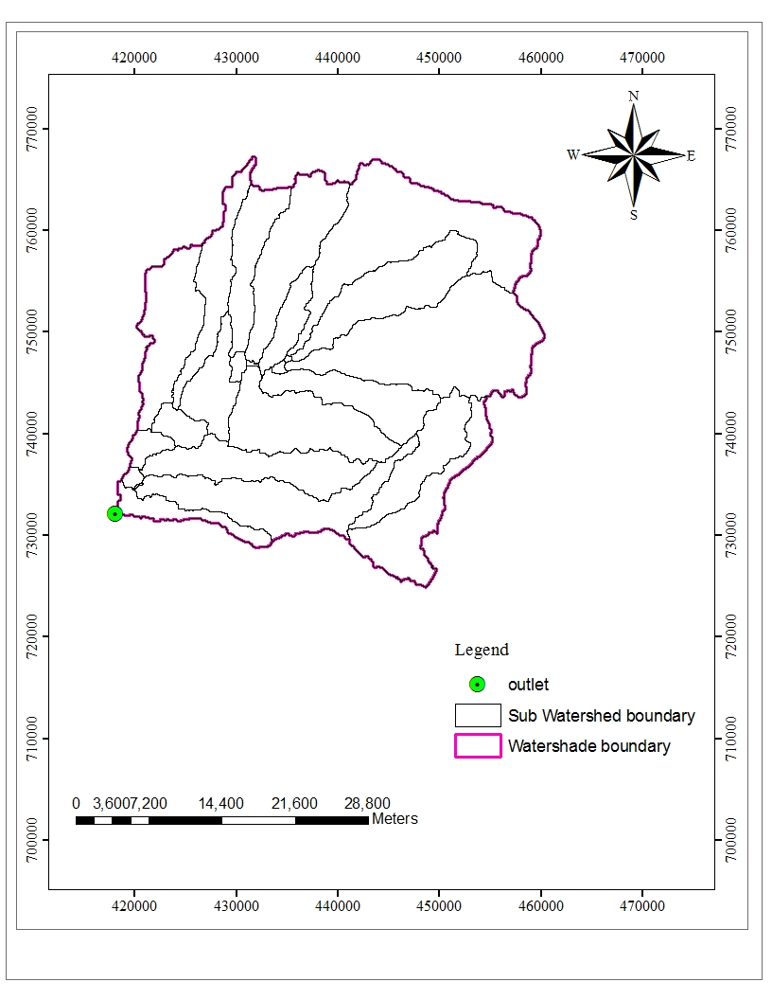 420000 430000 440000 450000 460000 470000
N
W E
S
770000 770000
760000 760000
750000 750000
740000 740000
730000 730000
720000 720000
710000 710000
700000 700000
Legend
outlet
Sub Watershed boundary
Watershade boundary
0 3,6007,200 14,400 21,600 28,800
Meters
420000 430000 440000 450000 460000 470000